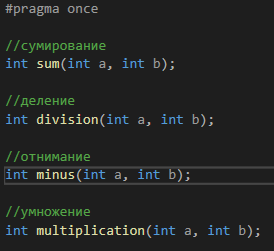 #pragma once
//сумирование
int sum(int a, int b);
//деление
int division(int a, int b);
//отнимание
int minus(int a, int b);
//умножение
int multiplication(int a, int b);